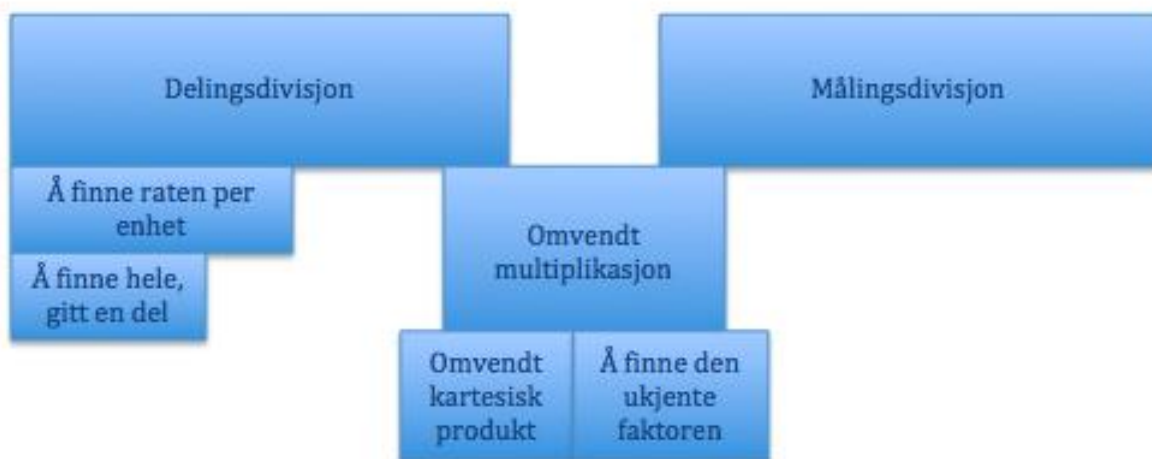 Delingsdivisjon
Målingsdivisjon
Å finne raten per
enhet
Å finne hele,
gitt en del
Omvendt
multiplikasjon
Omvendt
kartesisk
produkt
Å finne den
ukjente
faktoren